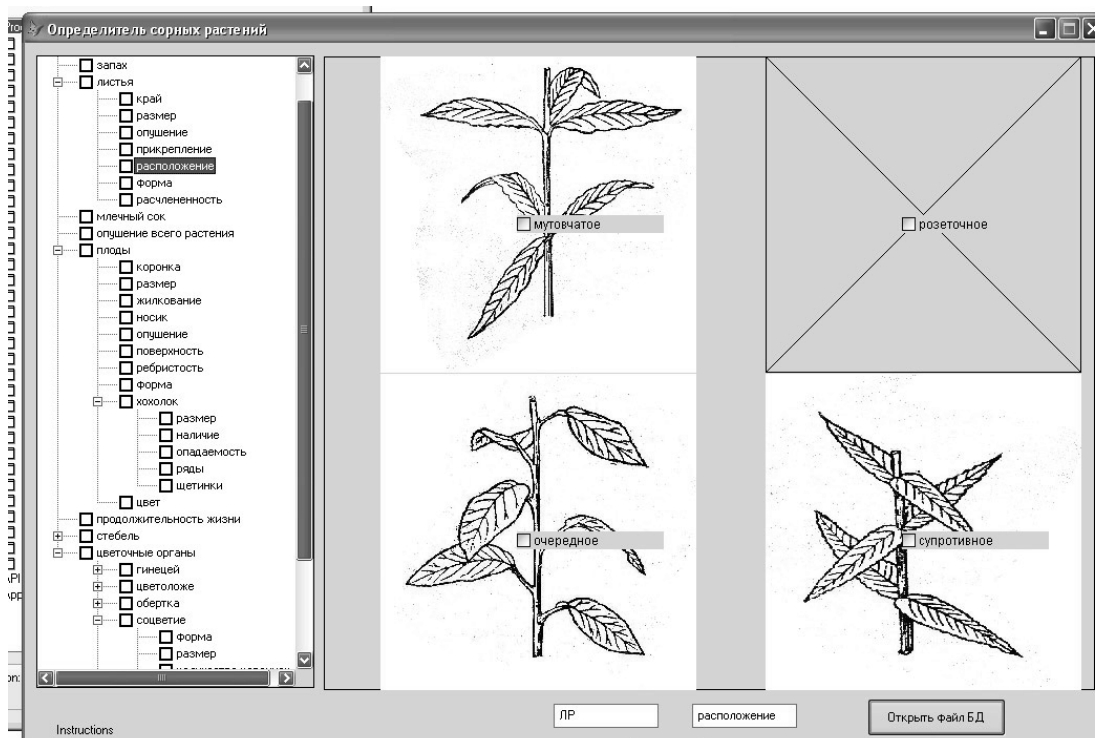 Определитель сорных растений
запах
листья
край
размер
опушение
прикрепление
расположение
форма
расчлененность
млечный сок
опушение всего растения
плоды
коронка
размер
жилкование
носик
опушение
поверхность
ребристость
форма
хохолок
размер
наличие
опадаемость
ряды
щетинки
цвет
продолжительность жизни
стебель
цветочные органы
гинецей
цветоложе
обертка
соцветие
форма
размер
мутовчатое
розеточное
очередное
супротивное
ЛР
расположение
Открыть файл БД
Instructions